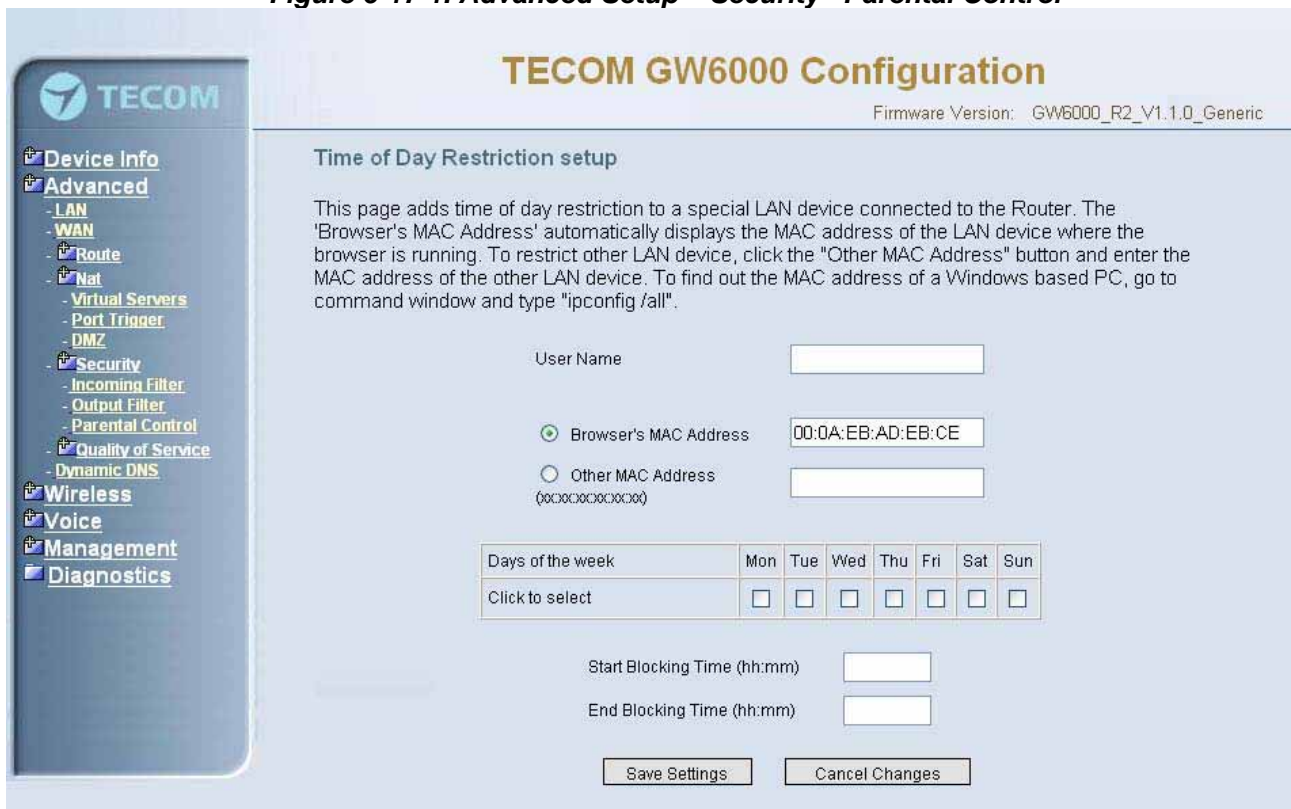 Figure 3-17-1. Advanced Setup – Security - Parental Control
TECOM
TECOM GW6000 Configuration
Firmware Version: GW6000_R2_V1.1.0_Generic
Device Info
Advanced
- LAN
- WAN
- Route
- Nat
- Virtual Servers
- Port Trigger
- DMZ
- Security
- Incoming Filter
- Output Filter
- Parental Control
- Quality of Service
- Dynamic DNS
Wireless
Voice
Management
Diagnostics
Time of Day Restriction setup
This page adds time of day restriction to a special LAN device connected to the Router. The
'Browser's MAC Address' automatically displays the MAC address of the LAN device where the
browser is running. To restrict other LAN device, click the "Other MAC Address" button and enter the
MAC address of the other LAN device. To find out the MAC address of a Windows based PC, go to
command window and type "ipconfig /all".
User Name
Browser's MAC Address 00:0A:EB:AD:EB:CE
Other MAC Address
(xx:xx:xx:xx:xx:xx)
Days of the week Mon Tue Wed Thu Fri Sat Sun
Click to select
Start Blocking Time (hh:mm)
End Blocking Time (hh:mm)
Save Settings Cancel Changes